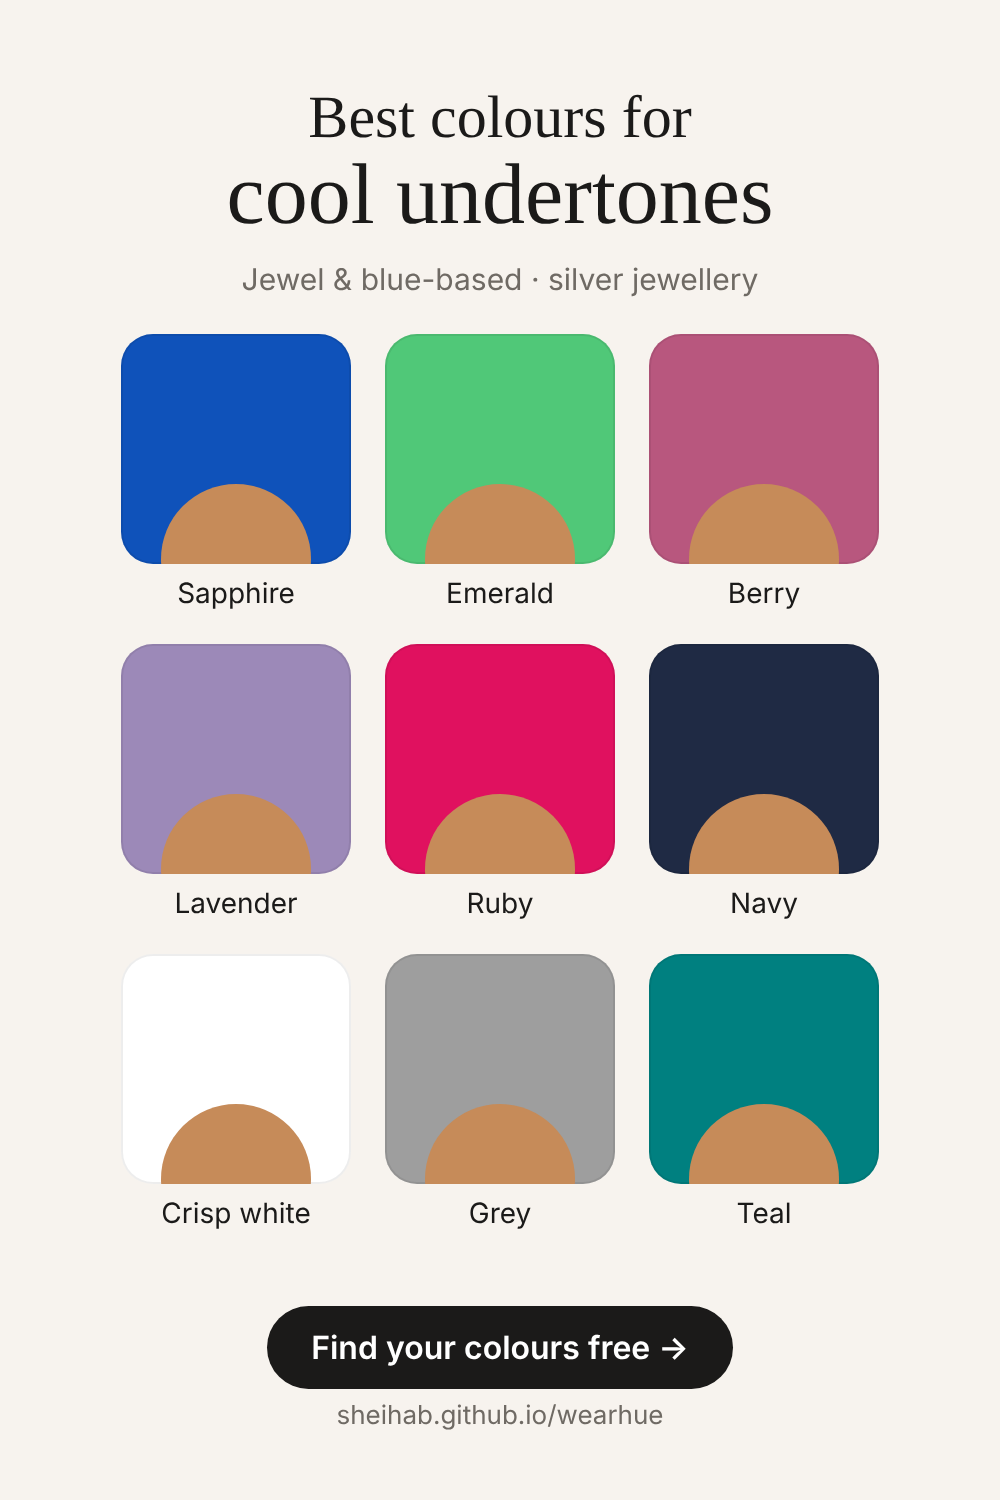 Best colours for
cool undertones
Jewel & blue-based · silver jewellery
Sapphire
Emerald
Berry
Lavender
Ruby
Navy
Crisp white
Grey
Teal
Find your colours free →
sheihab.github.io/wearhue